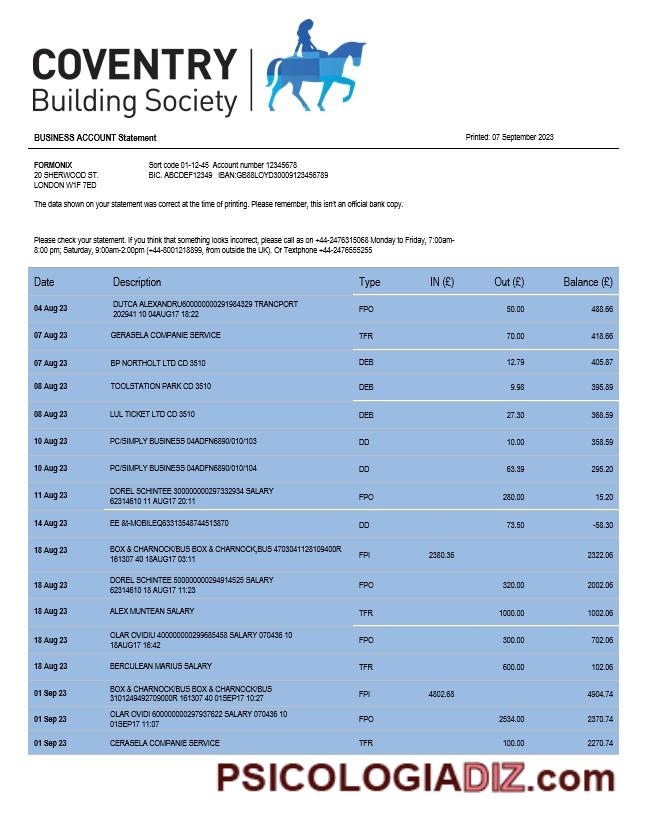 COVENTRY
Building Society
BUSINESS ACCOUNT Statement
Printed: 07 September 2023
FORMONIX
Sort code 01-12-45 Account number 12345678
20 SHERWOOD ST.
BIC. ABCDEF12349 IBAN:GB88LOYD30009123456789
LONDON W1F 7ED
The data shown on your statement was correct at the time of printing. Please remember, this isn't an official bank copy.
Please check your statement. If you think that something looks incorrect, please call as on +44-2476315068 Monday to Friday, 7:00am-
8:00 pm; Saturday, 9:00am-2:00pm (+44-8001218899, from outside the UK). Of Textphone +44-2476555255
Date Description Type IN (£) Out (£) Balance (£)
04 Aug 23 DUTCA ALEXANDRU600000000291984329 TRANCPORT FPO 50.00 488.66
202941 10 04AUG17 18:22
07 Aug 23 GERASELA COMPANIE SERVICE TFR 70.00 418.66
07 Aug 23 BP NORTHOLT LTD CD 3510 DEB 12.79 405.87
08 Aug 23 TOOLSTATION PARK CD 3510 DEB 9.98 395.89
08 Aug 23 LUL TICKET LTD CD 3510 DEB 27.30 368.59
10 Aug 23 PC/SIMPLY BUSINESS 04ADFN6890/010/103 DD 10.00 358.59
10 Aug 23 PC/SIMPLY BUSINESS 04ADFN6890/010/104 DD 63.39 295.20
11 Aug 23 DOREL SCHINTEE 300000000297332934 SALARY FPO 280.00 15.20
62314610 11 AUG17 20:11
14 Aug 23 EE &t-MOBILEQ63313548744513870 DD 73.50 -58.30
18 Aug 23 BOX & CHARNOCK/BUS BOX & CHARNOCK,BUS 4703041128109400R FPI 2380.36 2322.06
161307 40 18AUG17 03:11
18 Aug 23 DOREL SCHINTEE 500000000294914525 SALARY FPO 320.00 2002.06
62314610 18 AUG17 11:23
18 Aug 23 ALEX MUNTEAN SALARY TFR 1000.00 1002.06
18 Aug 23 OLAR OVIDIU 400000000299685458 SALARY 070436 10 FPO 300.00 702.06
18AUG17 16:42
18 Aug 23 BERCULEAN MARIUS SALARY TFR 600.00 102.06
01 Sep 23 BOX & CHARNOCK/BUS BOX & CHARNOCK/BUS FPI 4802.68 4904.74
3101249492709000R 161307 40 01SEP17 10:27
01 Sep 23 OLAR OVIDI 600000000297937622 SALARY 070436 10 FPO 2534.00 2370.74
01SEP17 11:07
01 Sep 23 CERASELA COMPANIE SERVICE TFR 100.00 2270.74
PSICOLOGIADIZ.com